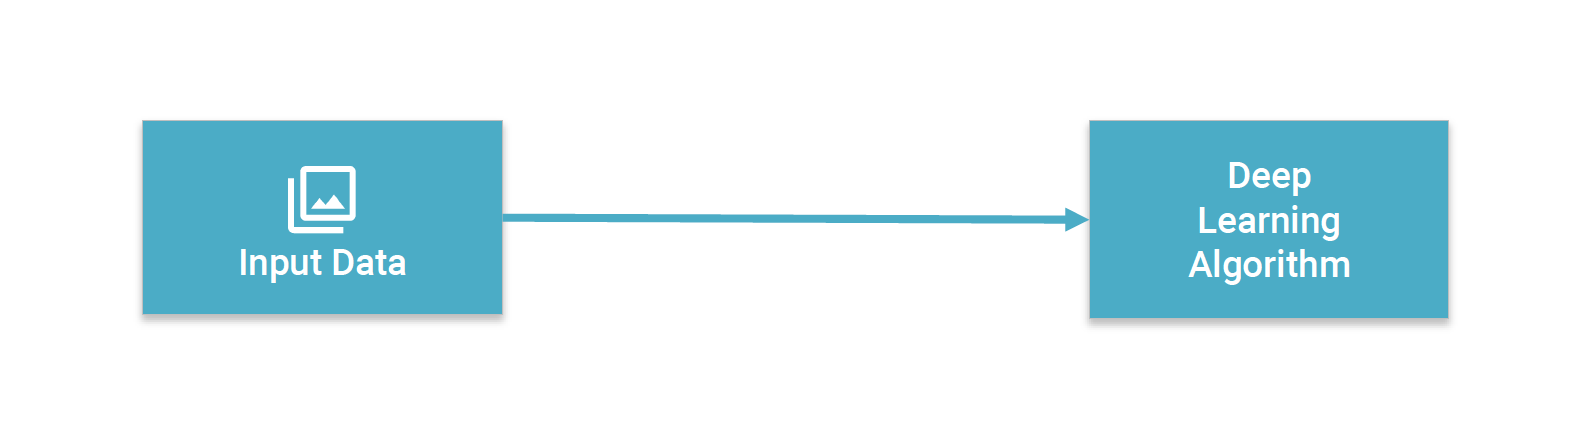 Input Data
Deep
Learning
Algorithm